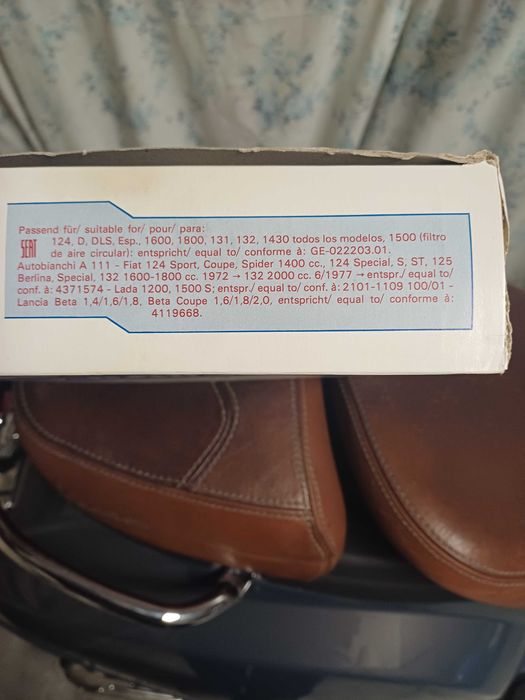 Passend für/ suitable for/ pour/ para:
SEAT 124, D, DLS, Esp., 1600, 1800, 131, 132, 1430 todos los modelos, 1500 (filtro
de aire circular): entspricht/ equal to/ conforme à: GE-022203.01.
Autobianchi A 111 - Fiat 124 Sport, Coupe, Spider 1400 cc., 124 Special, S, ST, 125
Berlina, Special, 132 1600-1800 cc. 1972 → 132 2000 cc. 6/1977 → entspr./ equal to/
conf. à: 4371574 - Lada 1200, 1500 S; entspr./ equal to/ conf. à: 2101-1109 100/01 -
Lancia Beta 1,4/1,6/1,8, Beta Coupe 1,6/1,8/2,0, entspricht/ equal to/ conforme à:
4119668.